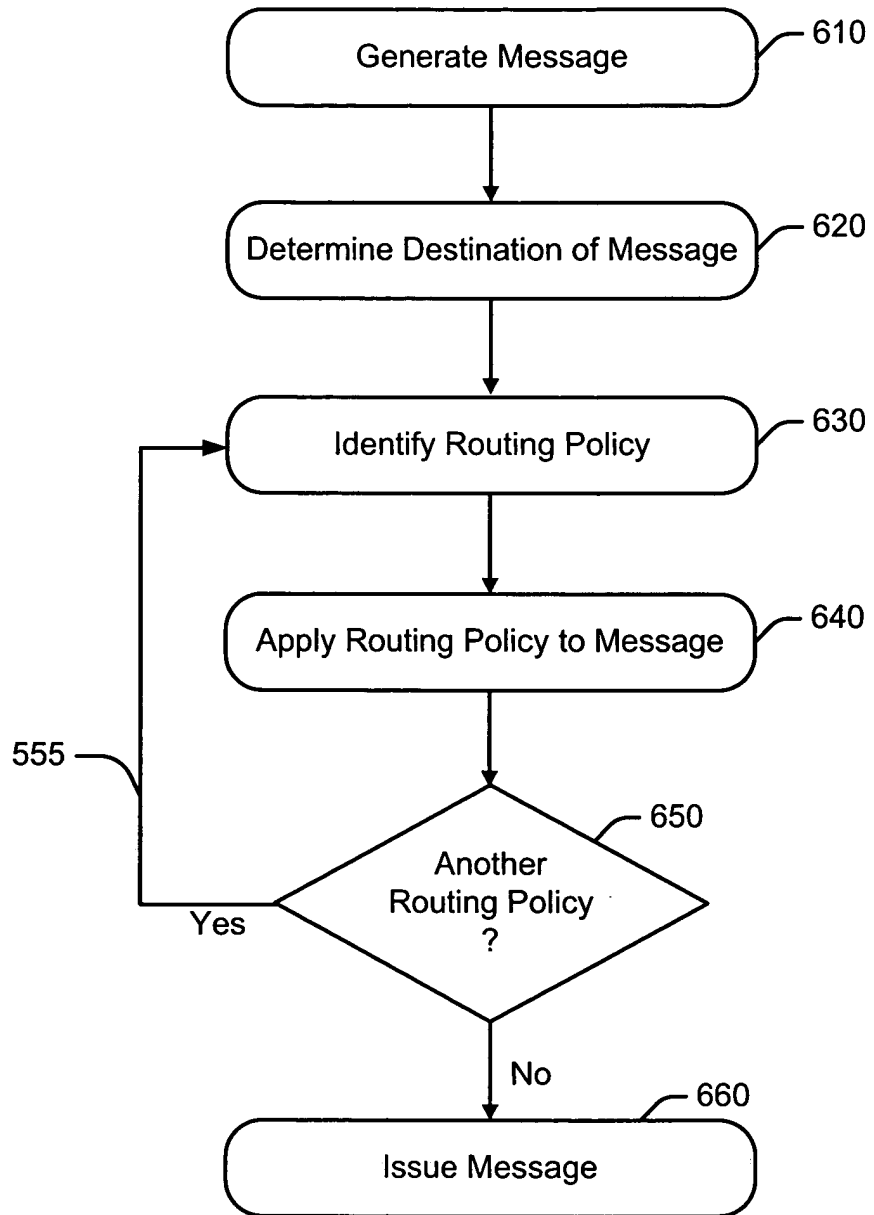 Generate Message
610
Determine Destination of Message
620
Identify Routing Policy
630
Apply Routing Policy to Message
640
555
650
Another
Routing Policy
?
Yes
No
660
Issue Message